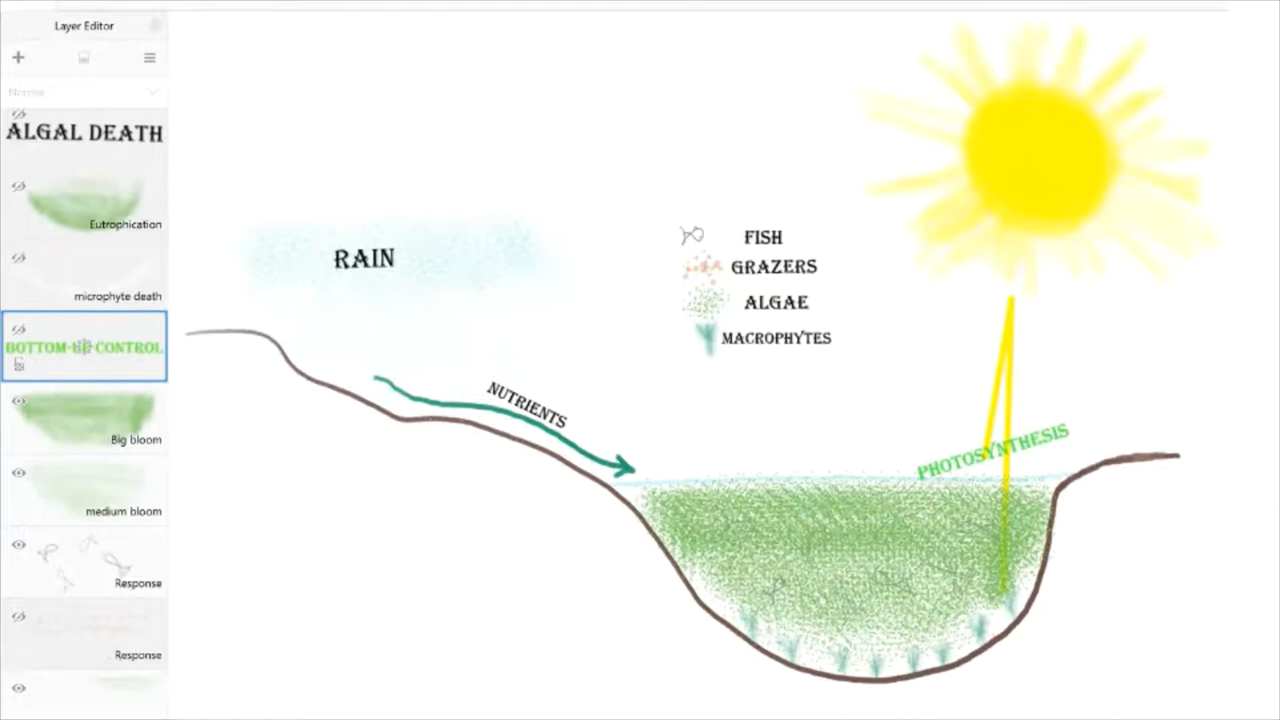 Layer Editor
Normal
ALGAL DEATH
Eutrophication
microphyte death
BOTTOM-UP CONTROL
Big bloom
medium bloom
Response
Response
RAIN
FISH
GRAZERS
ALGAE
MACROPHYTES
NUTRIENTS
PHOTOSYNTHESIS